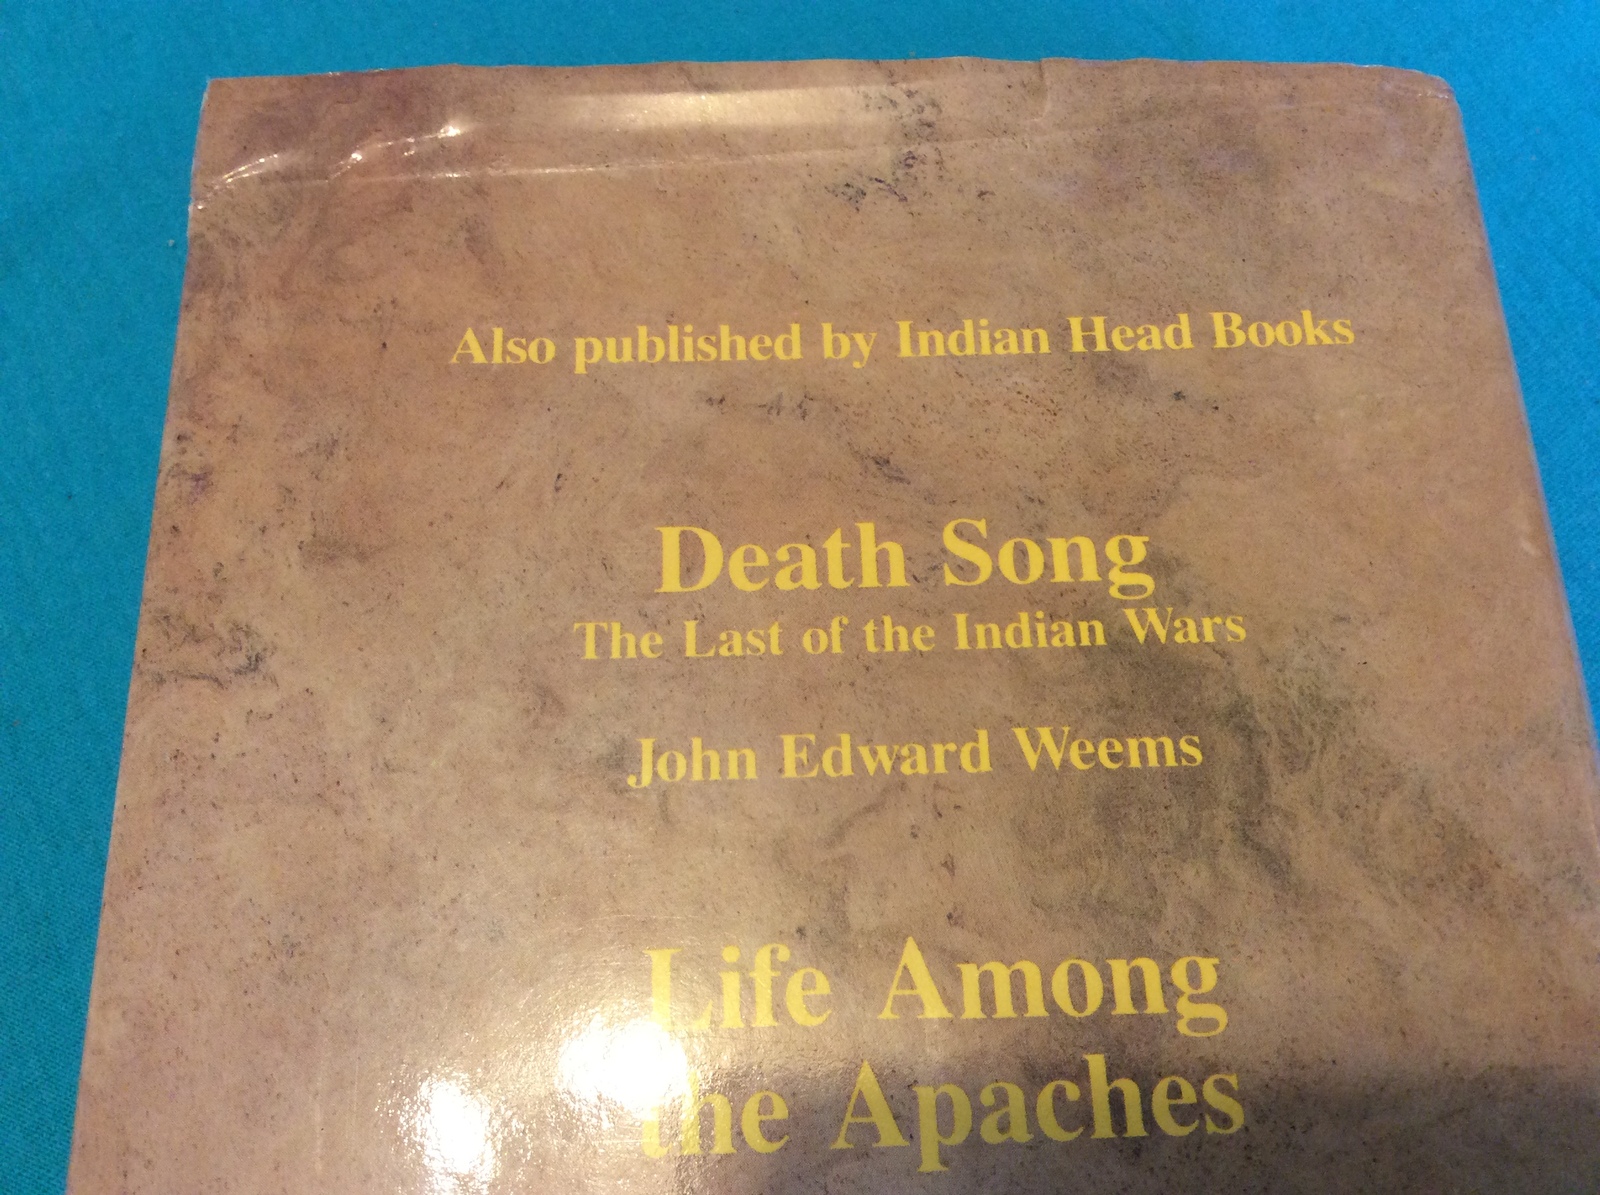 Also published by Indian Head Books
Death Song
The Last of the Indian Wars
John Edward Weems
Life Among
the Apaches